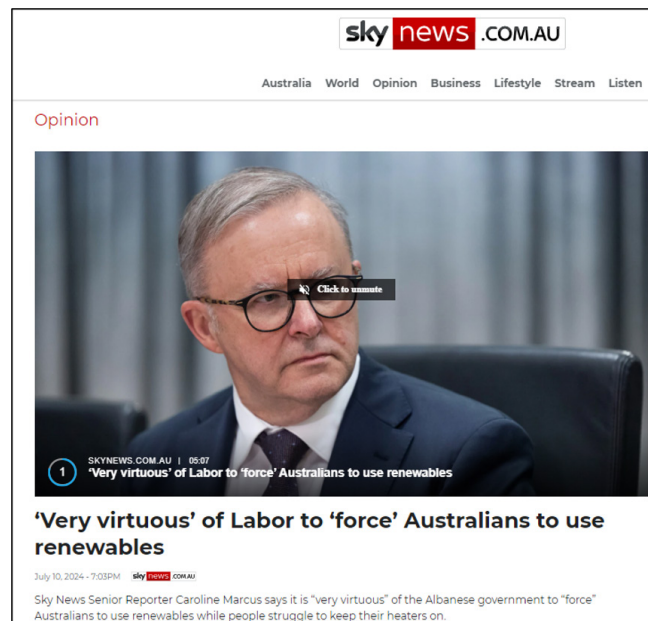 sky news .COM.AU
Australia World Opinion Business Lifestyle Stream Listen
Opinion
Click to unmute
1
SKYNEWS.COM.AU | 05:07
‘Very virtuous’ of Labor to ‘force’ Australians to use renewables
‘Very virtuous’ of Labor to ‘force’ Australians to use
renewables
July 10, 2024 - 7:03PM sky news .COM.AU
Sky News Senior Reporter Caroline Marcus says it is “very virtuous” of the Albanese government to “force”
Australians to use renewables while people struggle to keep their heaters on.